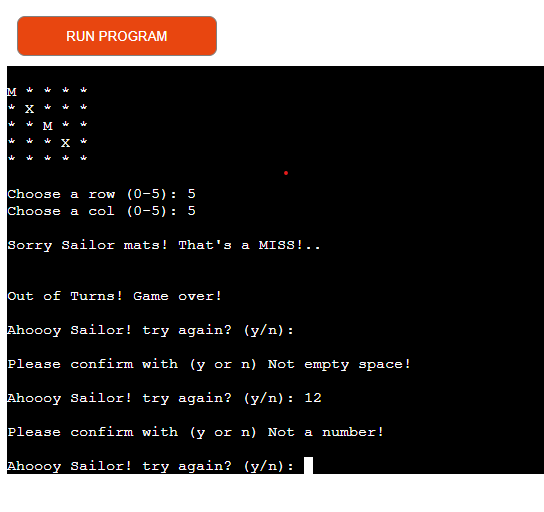 RUN PROGRAM
M * * * *
* X * * *
* * M * *
* * * X *
* * * * *
Choose a row (0-5): 5
Choose a col (0-5): 5
Sorry Sailor mats! That's a MISS!..
Out of Turns! Game over!
Ahoooy Sailor! try again? (y/n):
Please confirm with (y or n) Not empty space!
Ahoooy Sailor! try again? (y/n): 12
Please confirm with (y or n) Not a number!
Ahoooy Sailor! try again? (y/n):